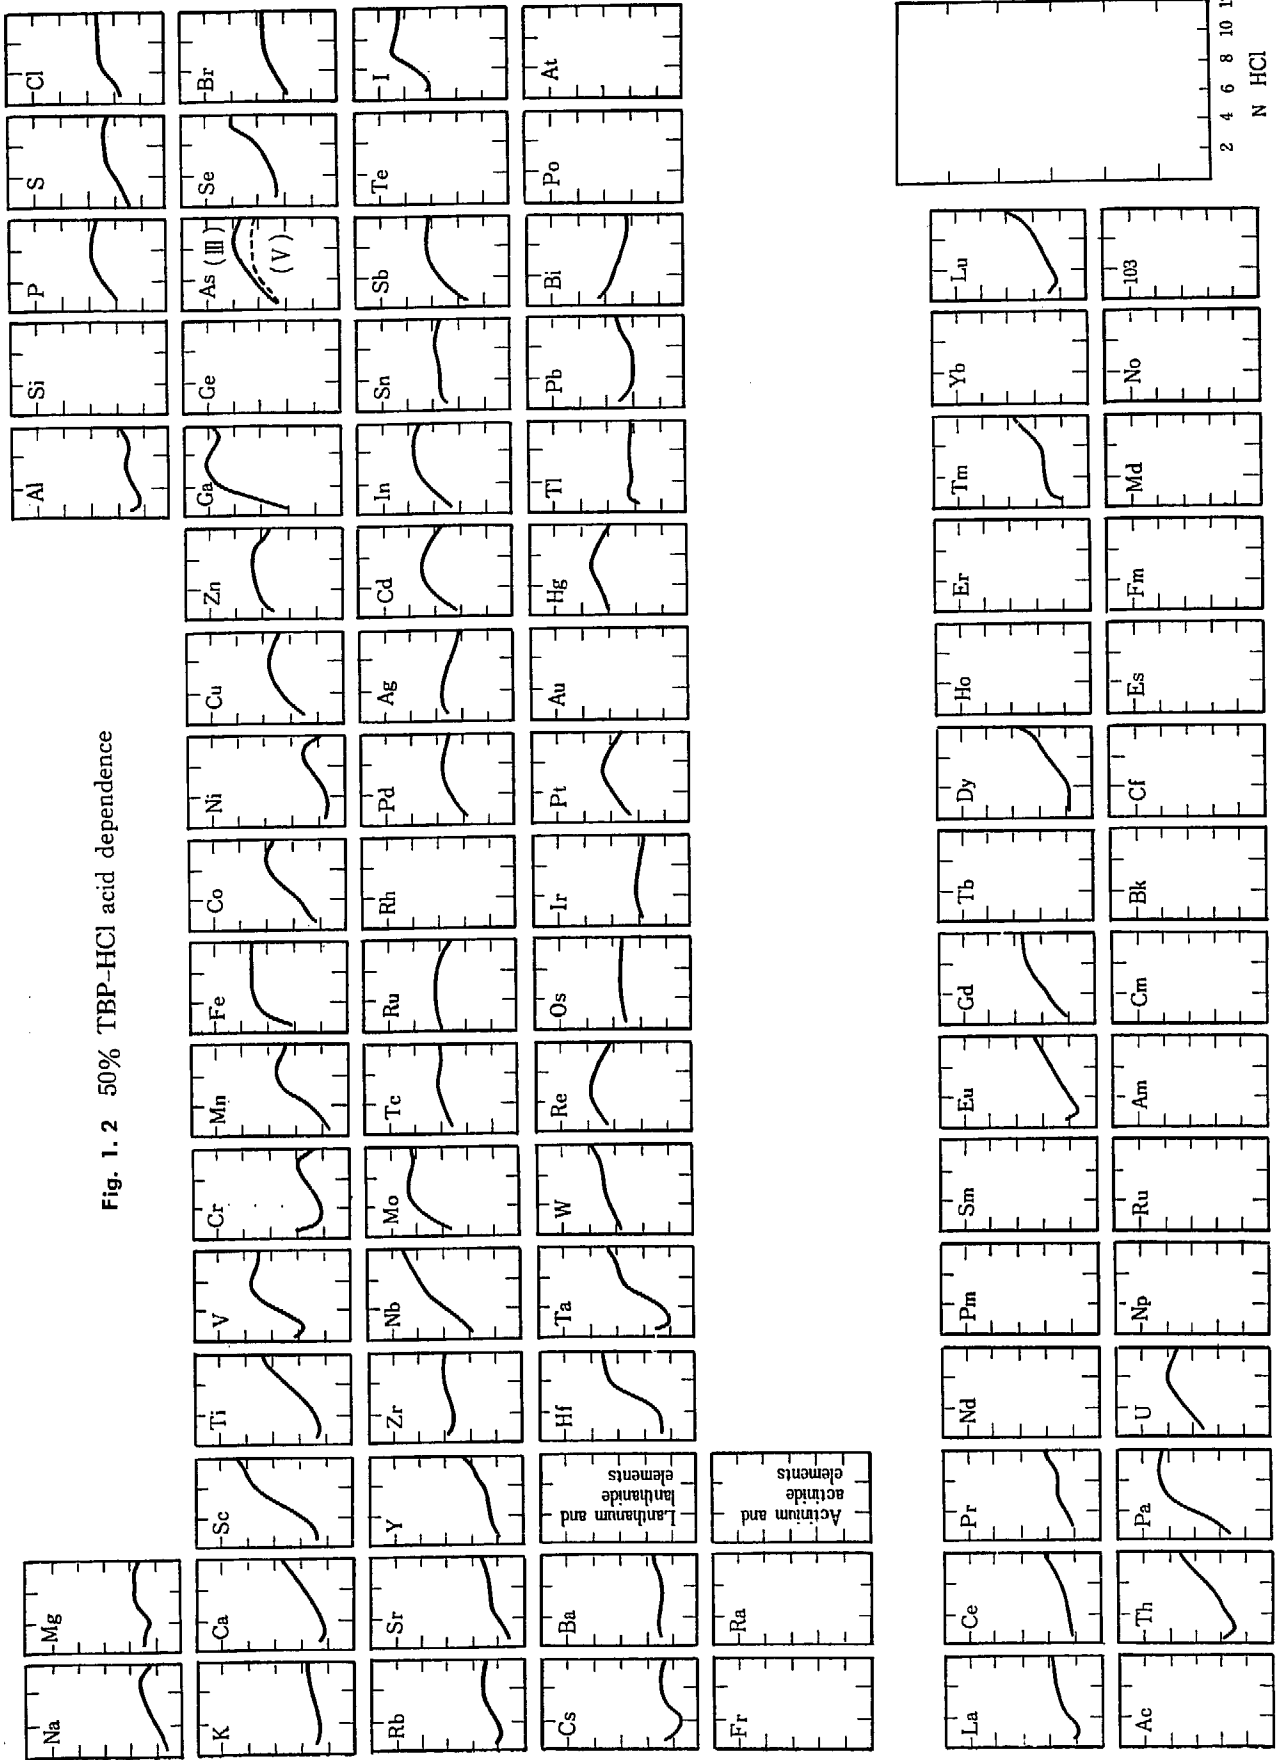 Fig. 1. 2 50% TBP-HCl acid dependence
Na
Mg
Al
Si
P
S
Cl
K
Ca
Sc
Ti
V
Cr
Mn
Fe
Co
Ni
Cu
Zn
Ga
Ge
As (III)
(V)
Se
Br
Rb
Sr
Y
Zr
Nb
Mo
Tc
Ru
Rh
Pd
Ag
Cd
In
Sn
Sb
Te
I
Cs
Ba
Lanthanum and
lanthanide
elements
Hf
Ta
W
Re
Os
Ir
Pt
Au
Hg
Tl
Pb
Bi
Po
At
Fr
Ra
Actinium and
actinide
elements
La
Ce
Pr
Nd
Pm
Sm
Eu
Gd
Tb
Dy
Ho
Er
Tm
Yb
Lu
Ac
Th
Pa
U
Np
Ru
Am
Cm
Bk
Cf
Es
Fm
Md
No
103
2 4 6 8 10
N HCl